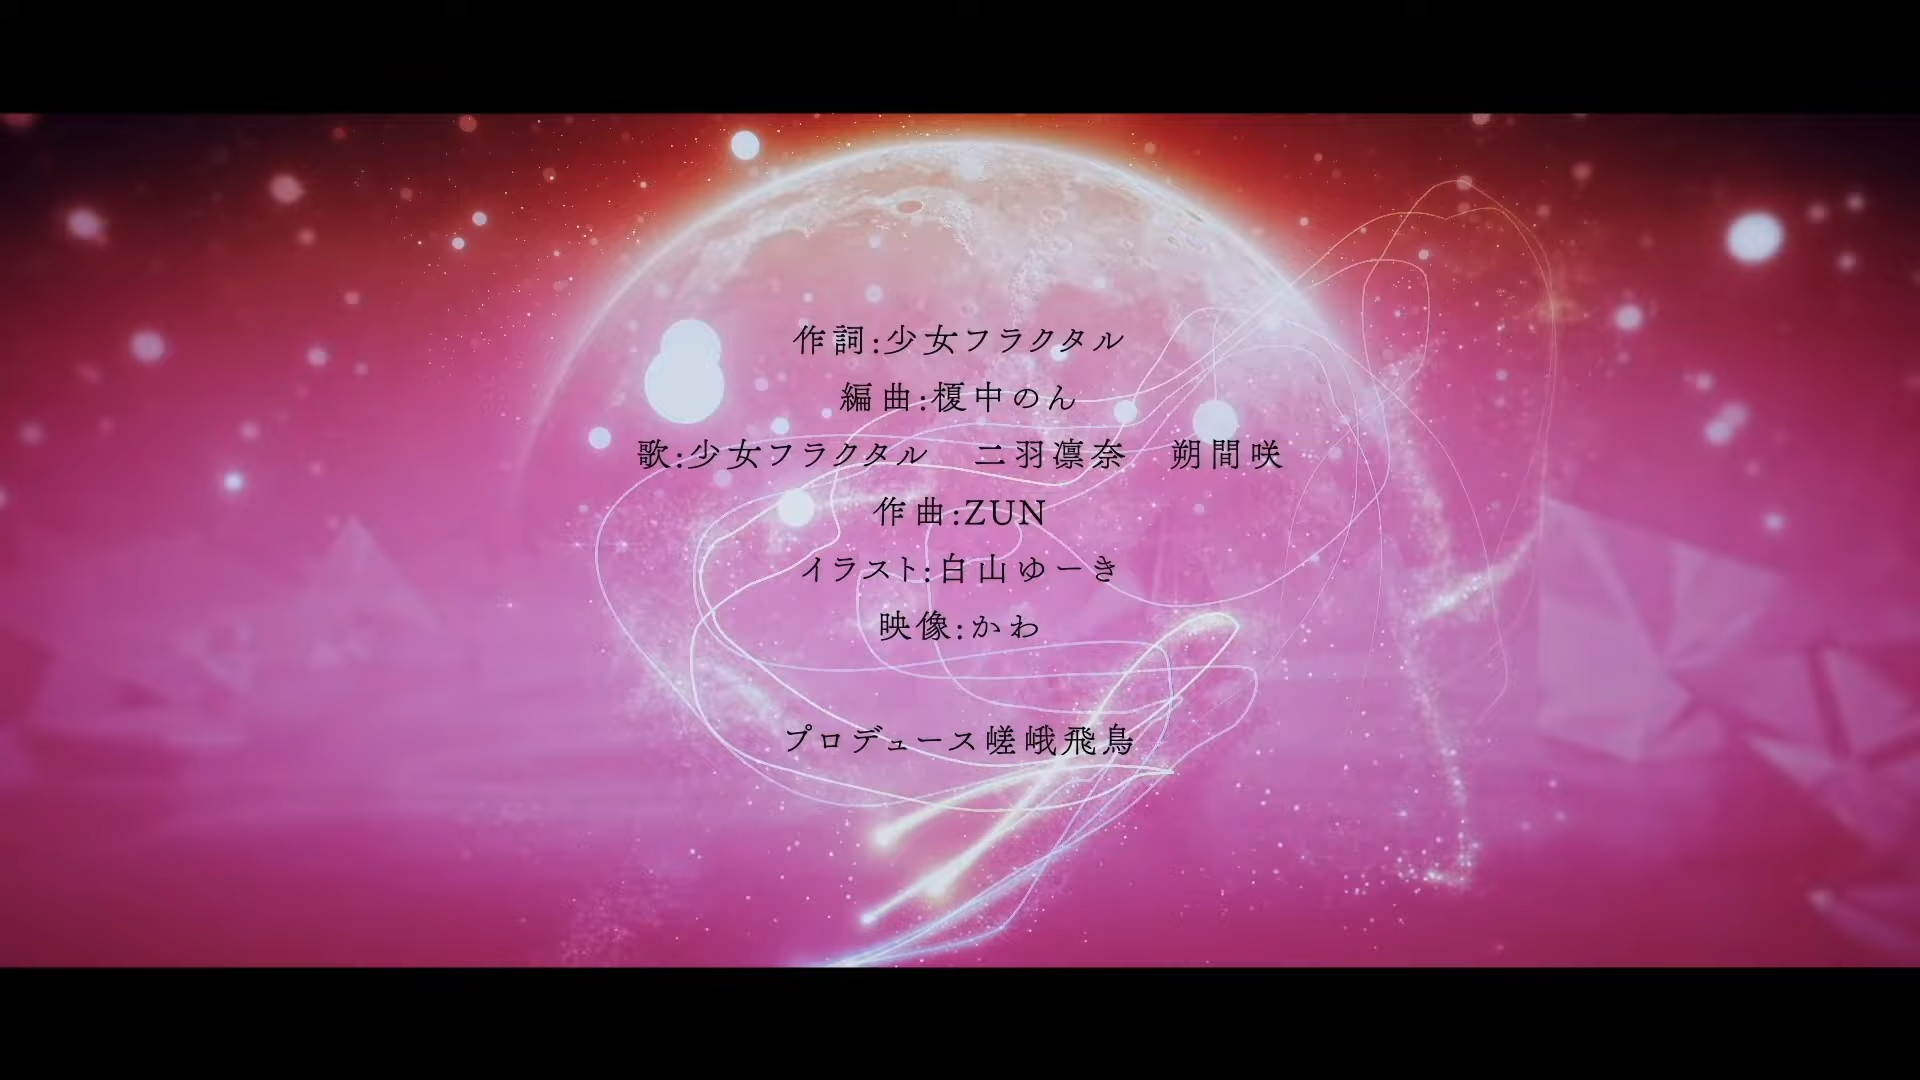 作詞:少女フラクタル
編曲:榎中のん
歌:少女フラクタル　二羽凛奈　朔間咲
作曲:ZUN
イラスト:白山ゆーき
映像:かわ
プロデュース嵯峨飛鳥